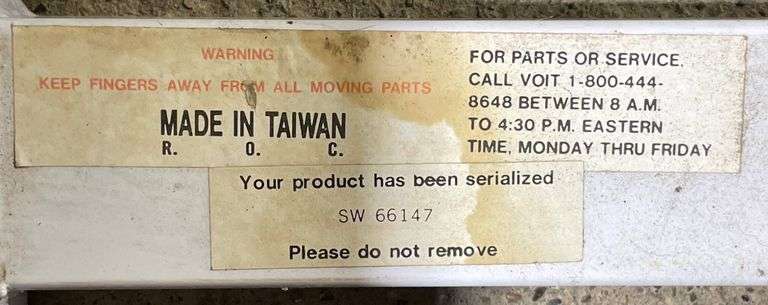 WARNING
KEEP FINGERS AWAY FROM ALL MOVING PARTS
MADE IN TAIWAN
R. O. C.
FOR PARTS OR SERVICE,
CALL VOIT 1-800-444-
8648 BETWEEN 8 A.M.
TO 4:30 P.M. EASTERN
TIME, MONDAY THRU FRIDAY
Your product has been serialized
SW 66147
Please do not remove